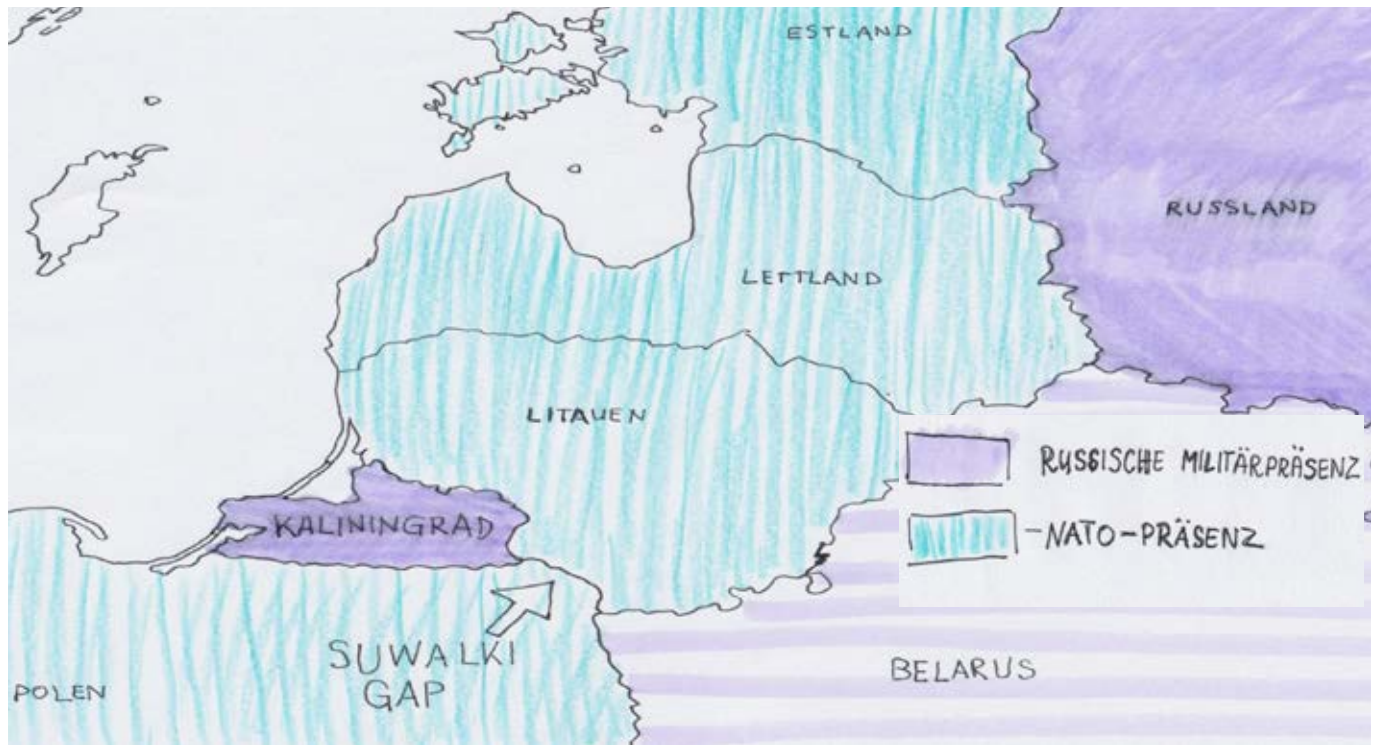 ESTLAND
RUSSLAND
LETTLAND
LITAUEN
RUSSISCHE MILITÄRPRÄSENZ
KALININGRAD
-NATO-PRÄSENZ
SUWALKI
GAP
BELARUS
POLEN